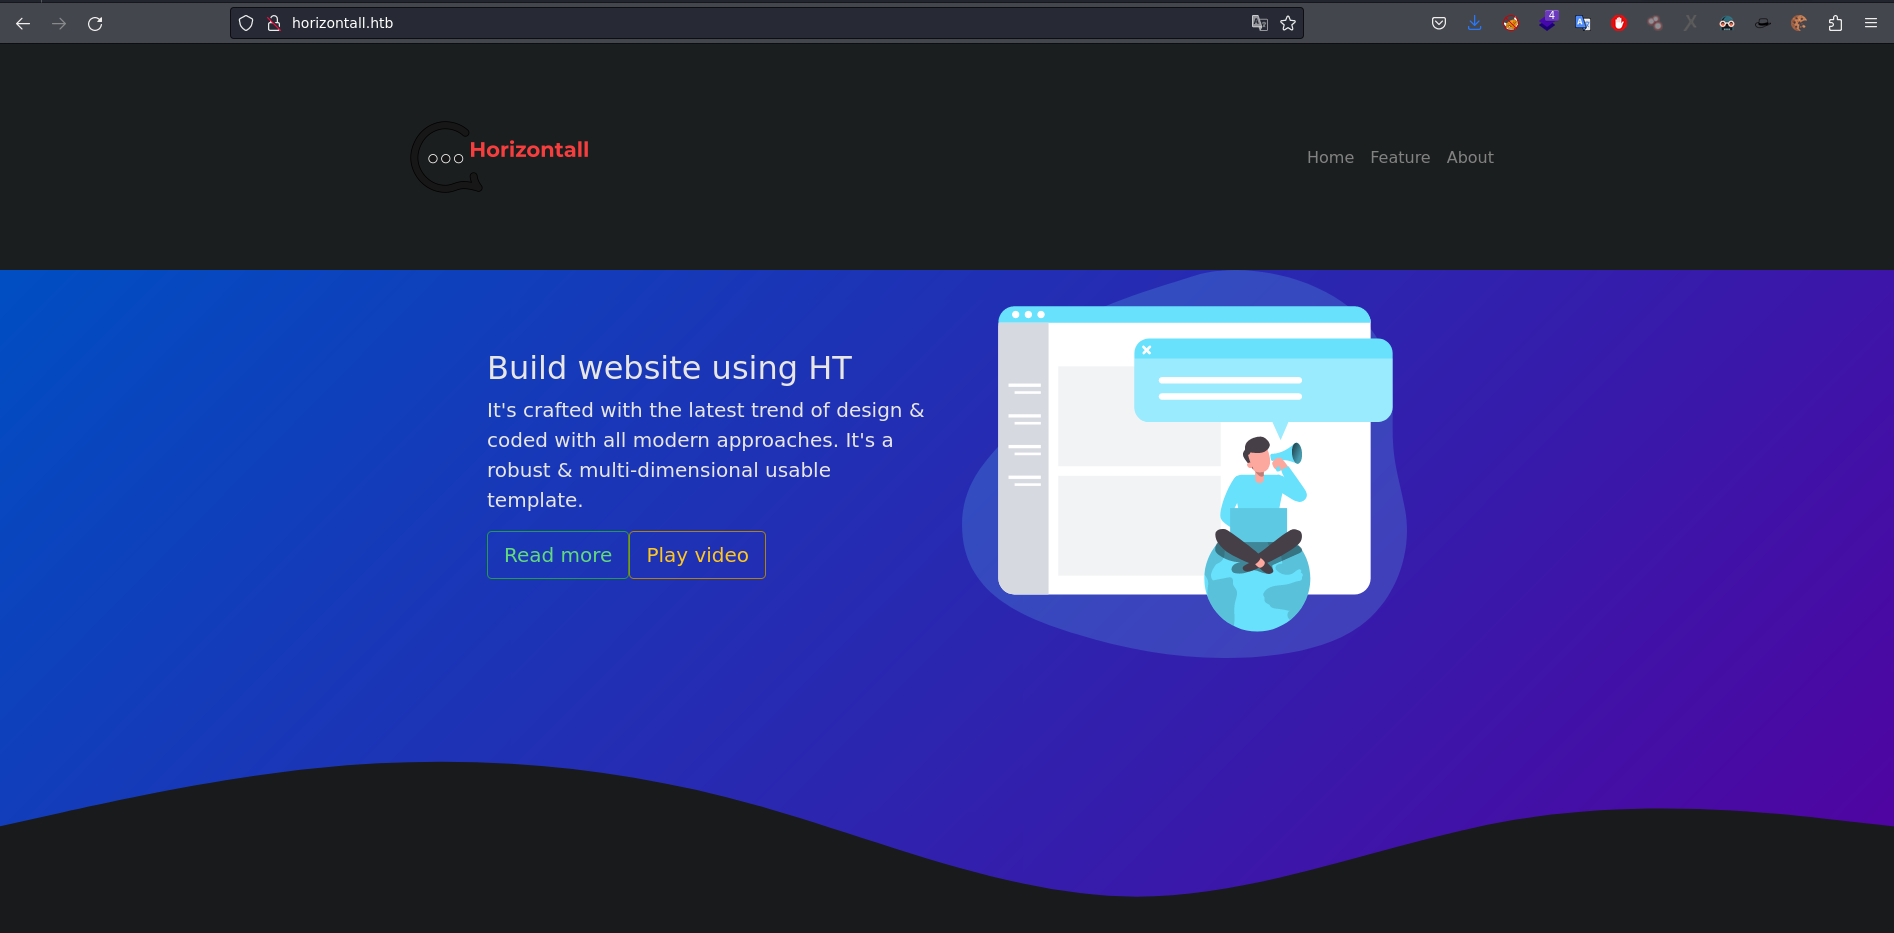 horizontall.htb
4
Horizontall
Home Feature About
Build website using HT
It's crafted with the latest trend of design &
coded with all modern approaches. It's a
robust & multi-dimensional usable
template.
Read more Play video